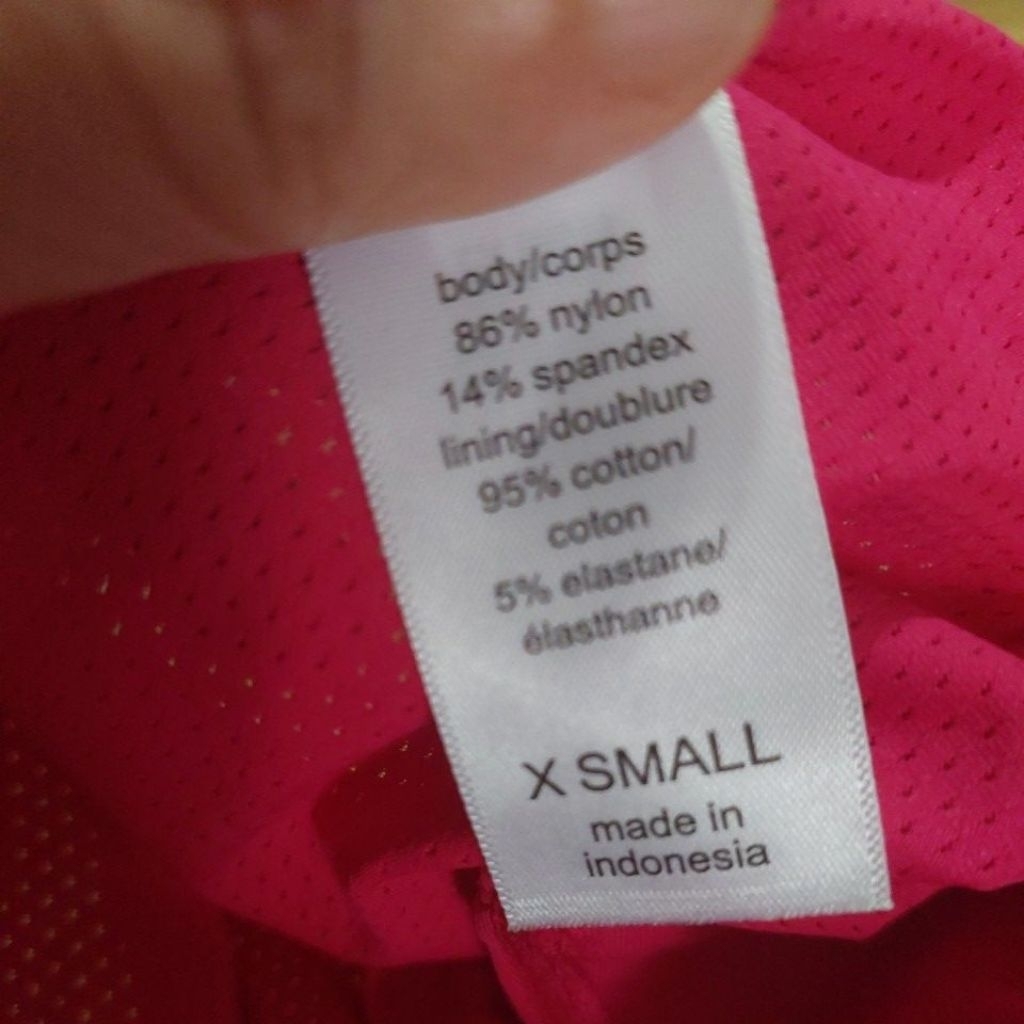 body/corps
86% nylon
14% spandex
lining/doublure
95% cotton/
coton
5% elastane/
élasthanne
X SMALL
made in
indonesia